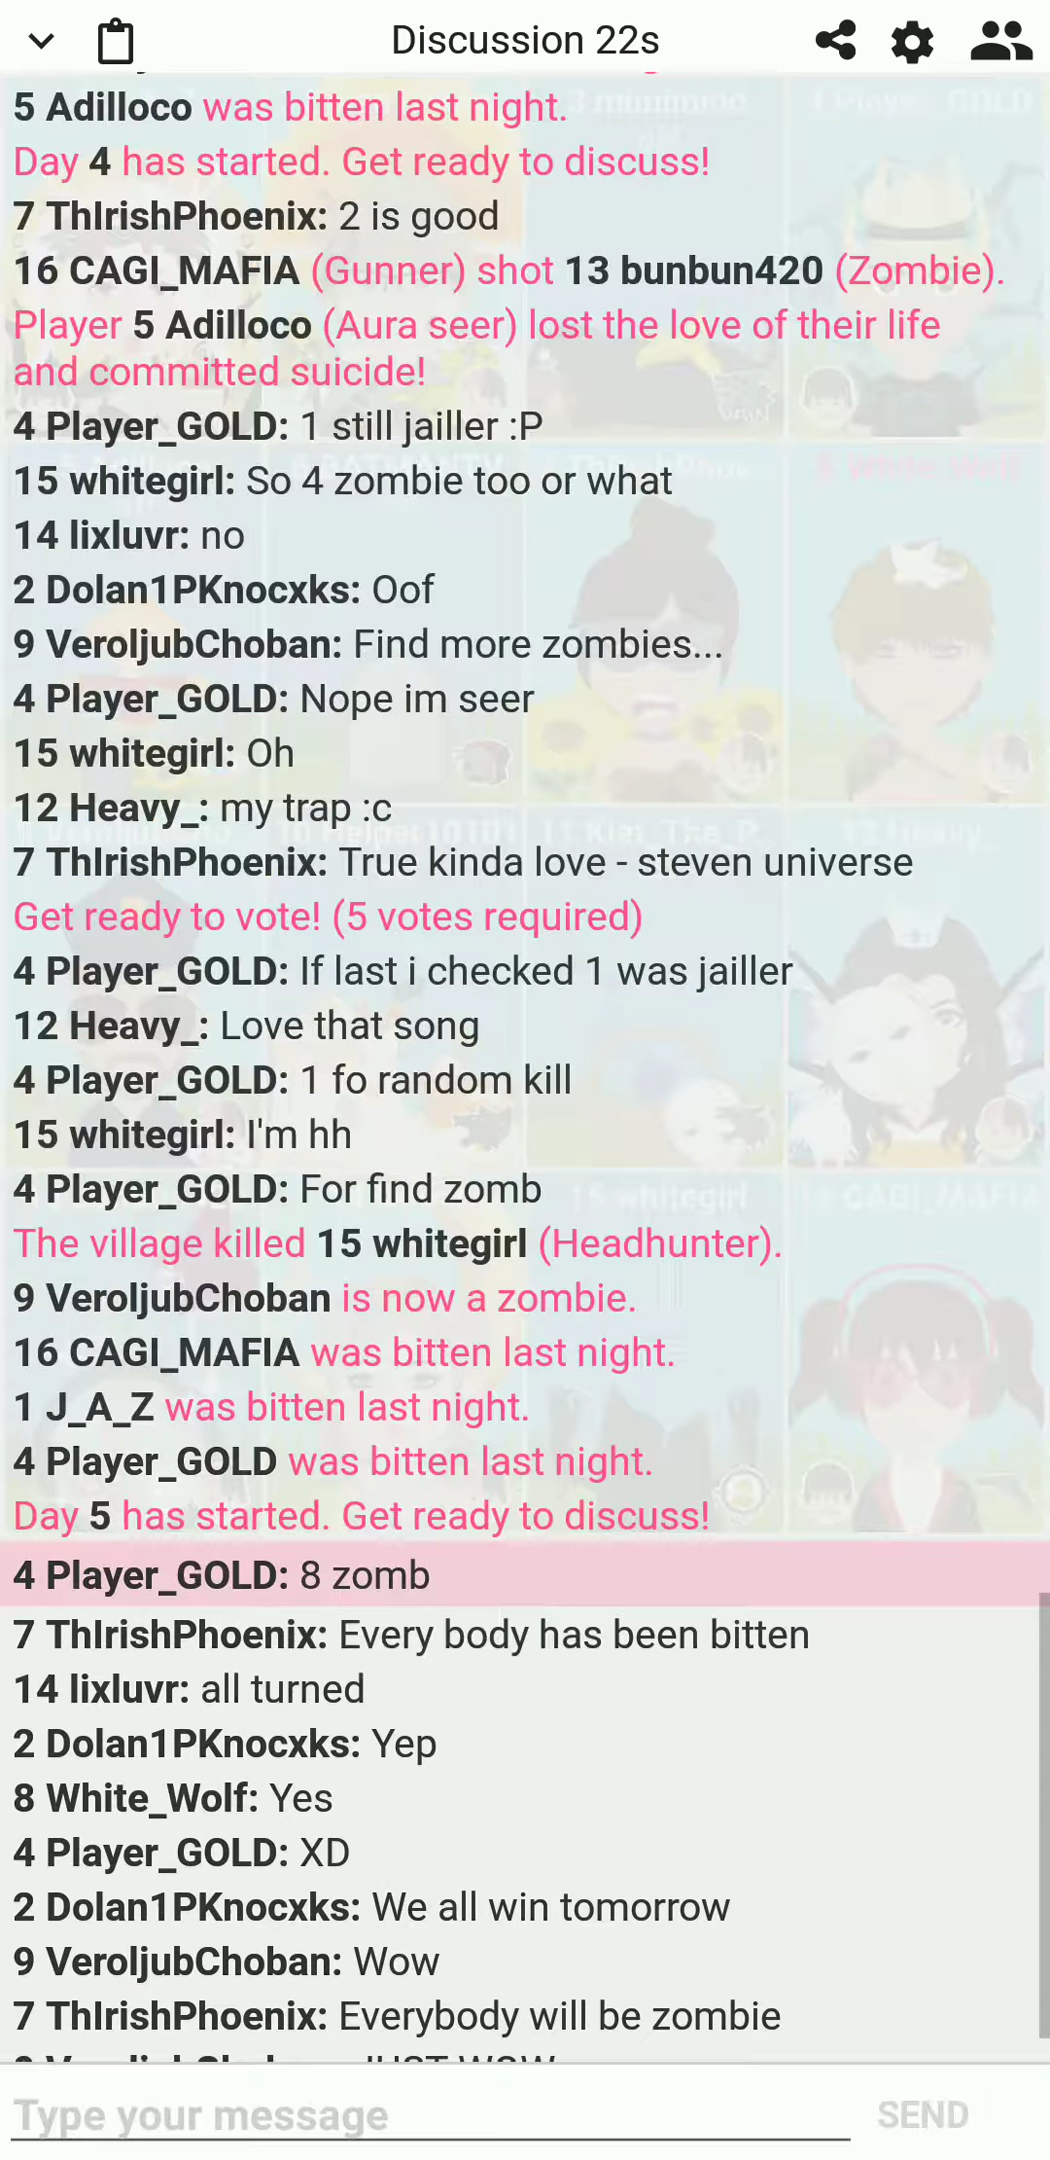 Discussion 22s
5 Adilloco was bitten last night.
Day 4 has started. Get ready to discuss!
7 ThIrishPhoenix: 2 is good
16 CAGI_MAFIA (Gunner) shot 13 bunbun420 (Zombie).
Player 5 Adilloco (Aura seer) lost the love of their life
and committed suicide!
4 Player_GOLD: 1 still jailler :P
15 whitegirl: So 4 zombie too or what
14 lixluvr: no
2 Dolan1PKnocxks: Oof
9 VeroljubChoban: Find more zombies...
4 Player_GOLD: Nope im seer
15 whitegirl: Oh
12 Heavy_: my trap :c
7 ThIrishPhoenix: True kinda love - steven universe
Get ready to vote! (5 votes required)
4 Player_GOLD: If last i checked 1 was jailler
12 Heavy_: Love that song
4 Player_GOLD: 1 fo random kill
15 whitegirl: I'm hh
4 Player_GOLD: For find zomb
The village killed 15 whitegirl (Headhunter).
9 VeroljubChoban is now a zombie.
16 CAGI_MAFIA was bitten last night.
1 J_A_Z was bitten last night.
4 Player_GOLD was bitten last night.
Day 5 has started. Get ready to discuss!
4 Player_GOLD: 8 zomb
7 ThIrishPhoenix: Every body has been bitten
14 lixluvr: all turned
2 Dolan1PKnocxks: Yep
8 White_Wolf: Yes
4 Player_GOLD: XD
2 Dolan1PKnocxks: We all win tomorrow
9 VeroljubChoban: Wow
7 ThIrishPhoenix: Everybody will be zombie
Type your message
SEND